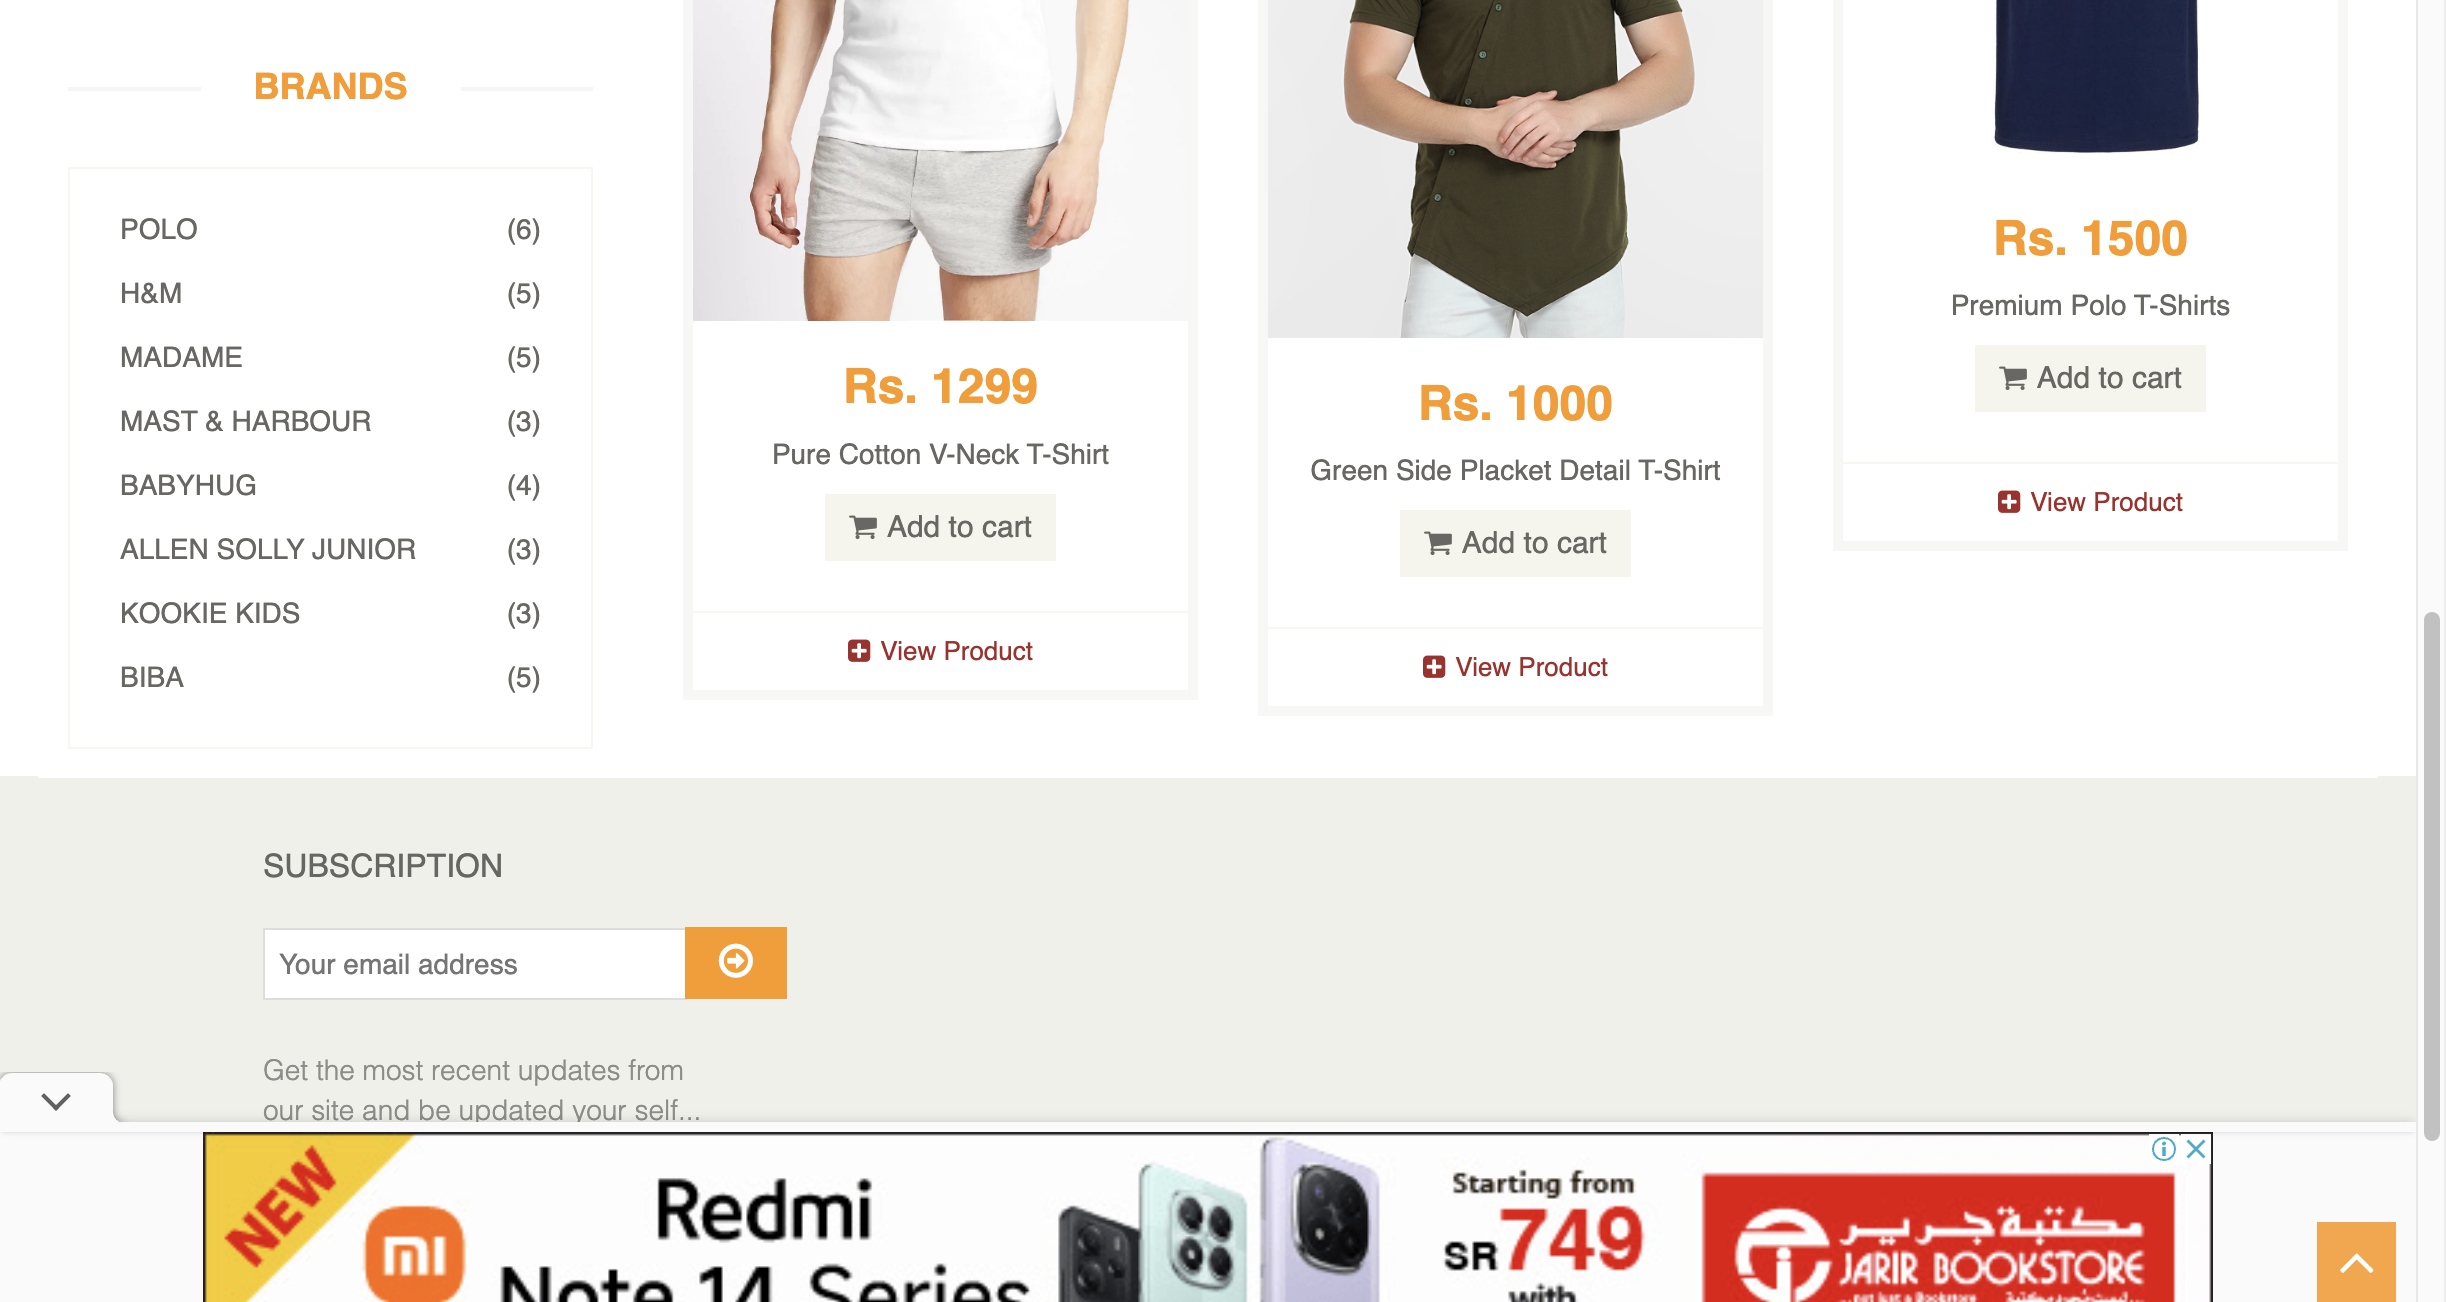 BRANDS
POLO (6)
H&M (5)
MADAME (5)
MAST & HARBOUR (3)
BABYHUG (4)
ALLEN SOLLY JUNIOR (3)
KOOKIE KIDS (3)
BIBA (5)
Rs. 1299
Pure Cotton V-Neck T-Shirt
Add to cart
View Product
Rs. 1000
Green Side Placket Detail T-Shirt
Add to cart
View Product
Rs. 1500
Premium Polo T-Shirts
Add to cart
View Product
SUBSCRIPTION
Your email address
Get the most recent updates from
our site and be updated your self...
NEW
mi
Redmi
Note 14 Series
Starting from
SR 749
with
مكتبة جرير
JARIR BOOKSTORE
not just a Bookstore